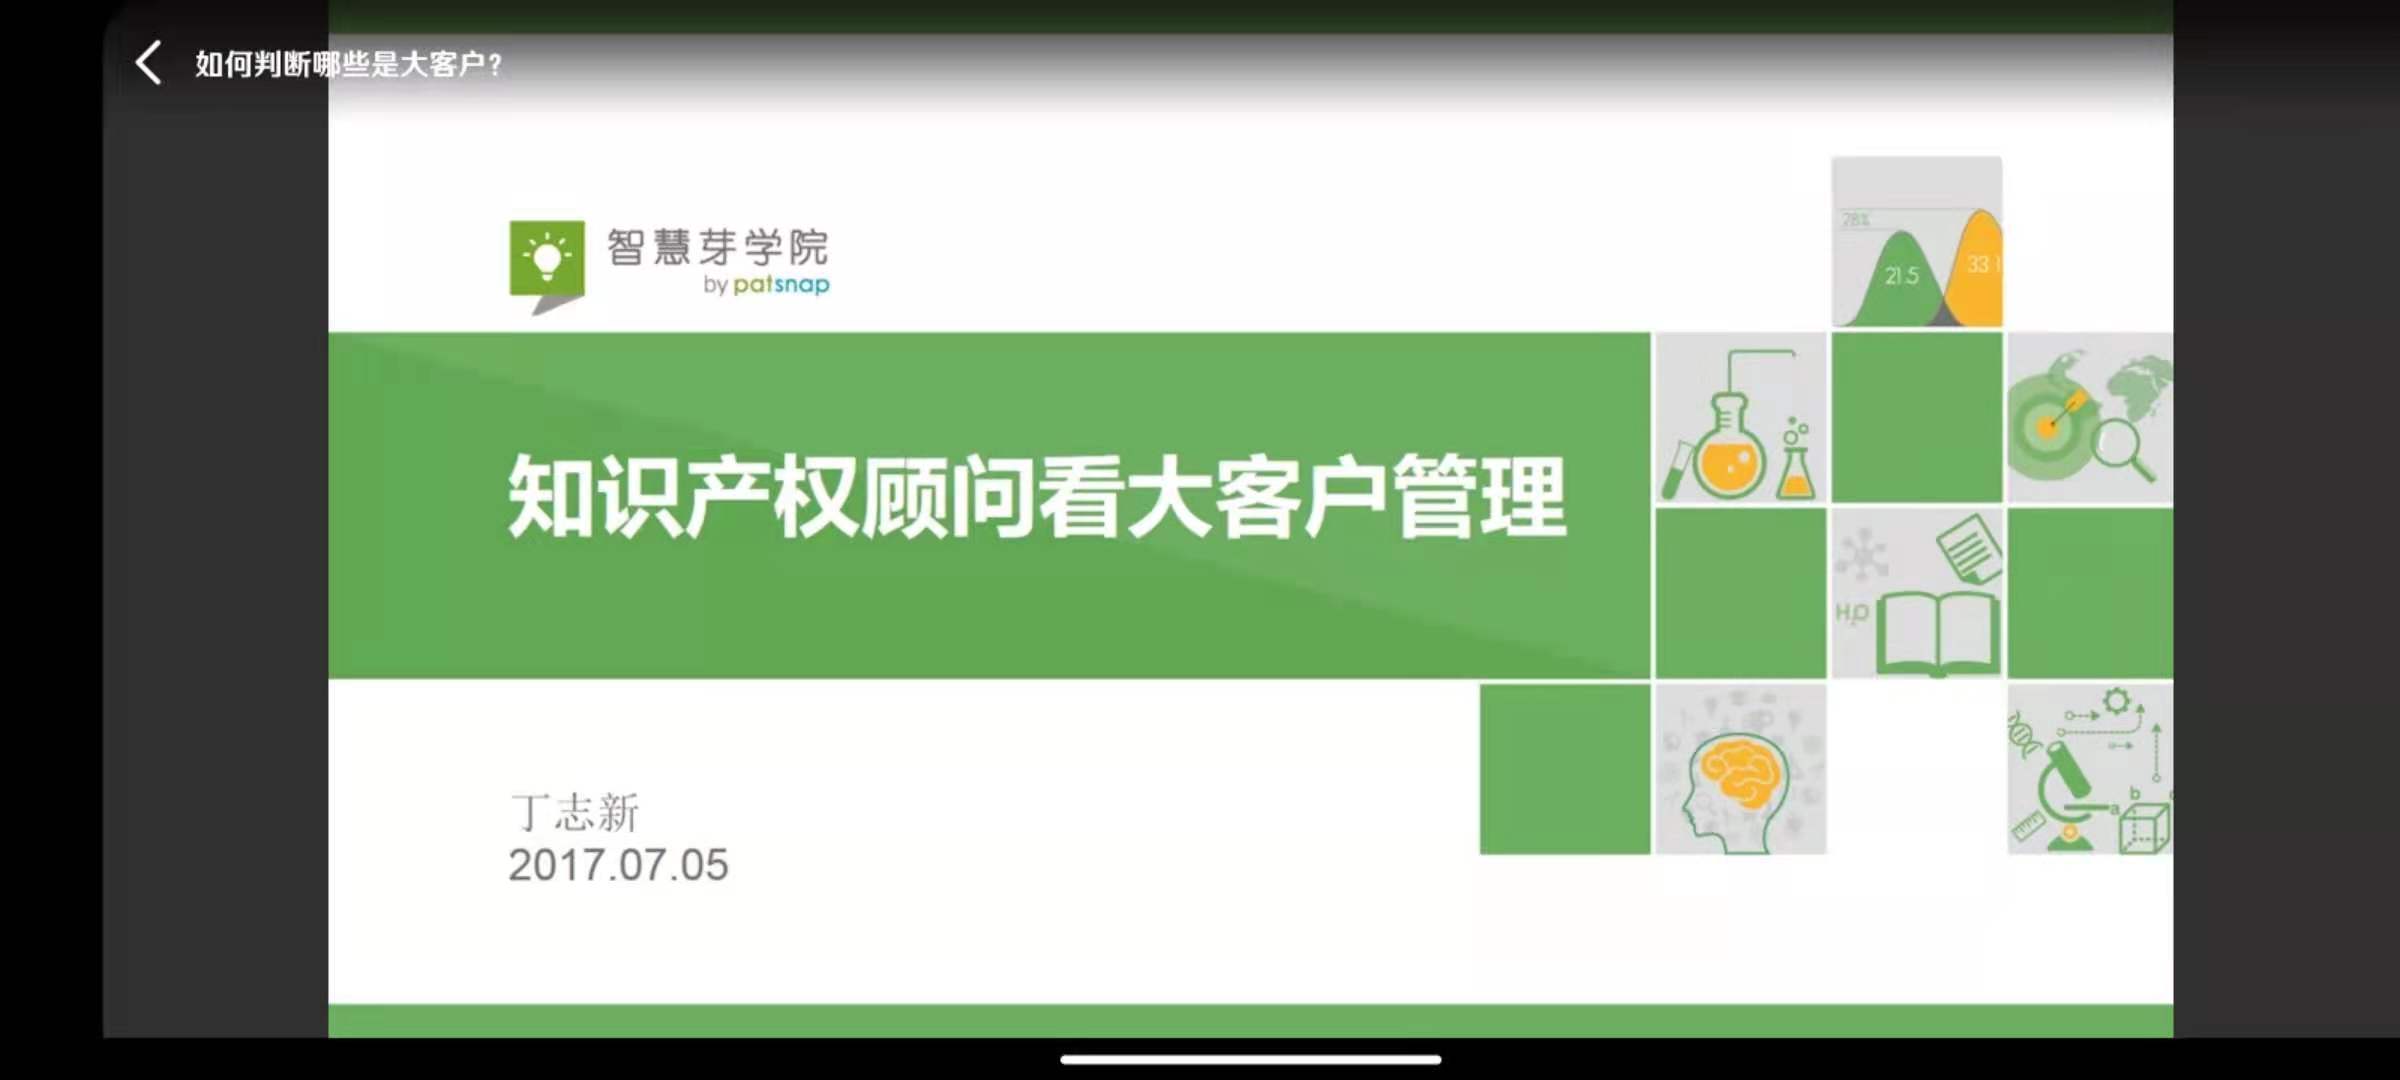 如何判断哪些是大客户?
智慧芽学院
by patsnap
28%
21.5
33.1
知识产权顾问看大客户管理
H₂O
b
a
丁志新
2017.07.05